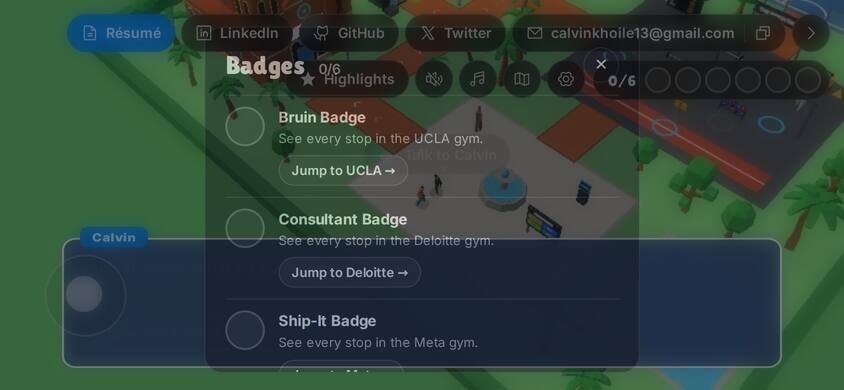 Résumé LinkedIn GitHub Twitter calvinkhoile13@gmail.com
Badges 0/6
Highlights 0/6
Bruin Badge
See every stop in the UCLA gym.
Talk to Calvin
Jump to UCLA →
Consultant Badge
See every stop in the Deloitte gym.
Calvin
Jump to Deloitte →
Ship-It Badge
See every stop in the Meta gym.